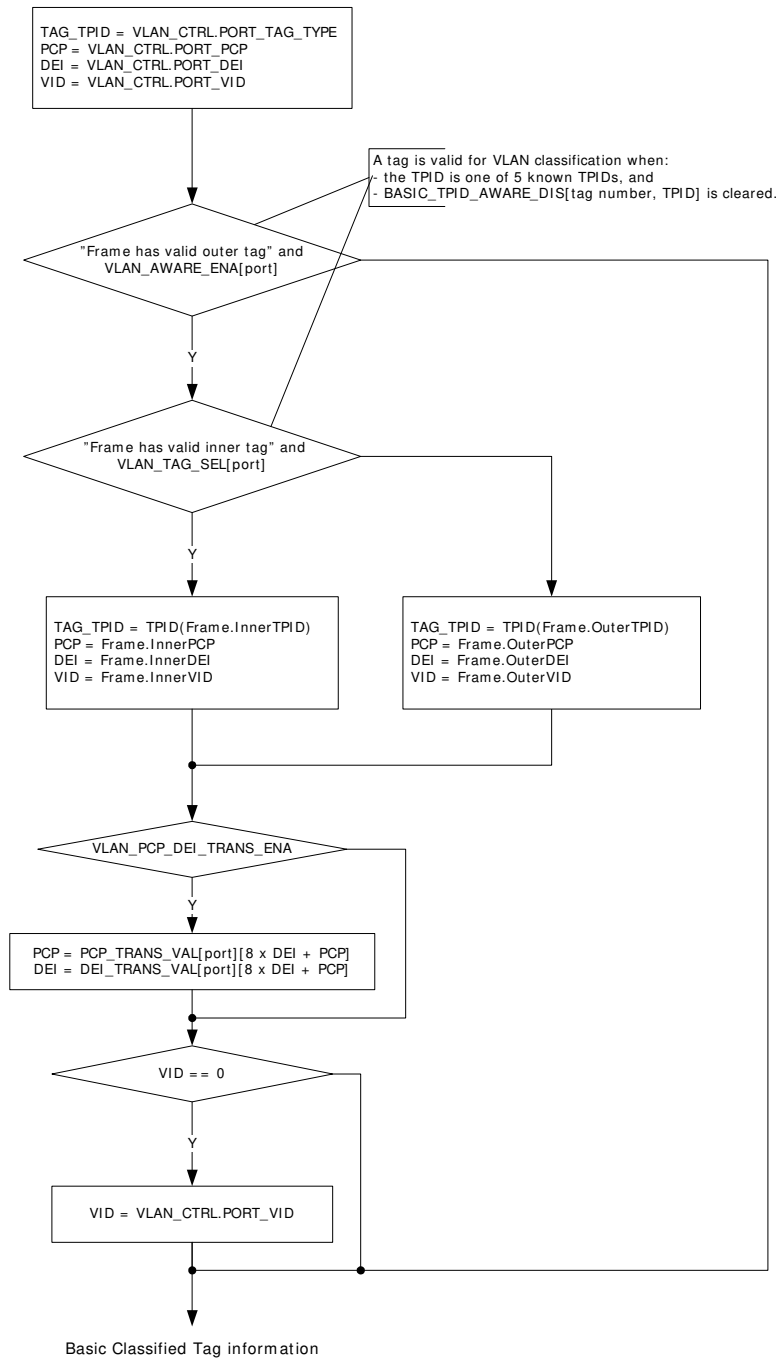 TAG_TPID = VLAN_CTRL.PORT_TAG_TYPE
PCP = VLAN_CTRL.PORT_PCP
DEI = VLAN_CTRL.PORT_DEI
VID = VLAN_CTRL.PORT_VID
A tag is valid for VLAN classification when:
- the TPID is one of 5 known TPIDs, and
- BASIC_TPID_AWARE_DIS[tag number, TPID] is cleared.
"Frame has valid outer tag" and
VLAN_AWARE_ENA[port]
Y
"Frame has valid inner tag" and
VLAN_TAG_SEL[port]
Y
TAG_TPID = TPID(Frame.InnerTPID)
PCP = Frame.InnerPCP
DEI = Frame.InnerDEI
VID = Frame.InnerVID
TAG_TPID = TPID(Frame.OuterTPID)
PCP = Frame.OuterPCP
DEI = Frame.OuterDEI
VID = Frame.OuterVID
VLAN_PCP_DEI_TRANS_ENA
Y
PCP = PCP_TRANS_VAL[port][8 x DEI + PCP]
DEI = DEI_TRANS_VAL[port][8 x DEI + PCP]
VID == 0
Y
VID = VLAN_CTRL.PORT_VID
Basic Classified Tag information